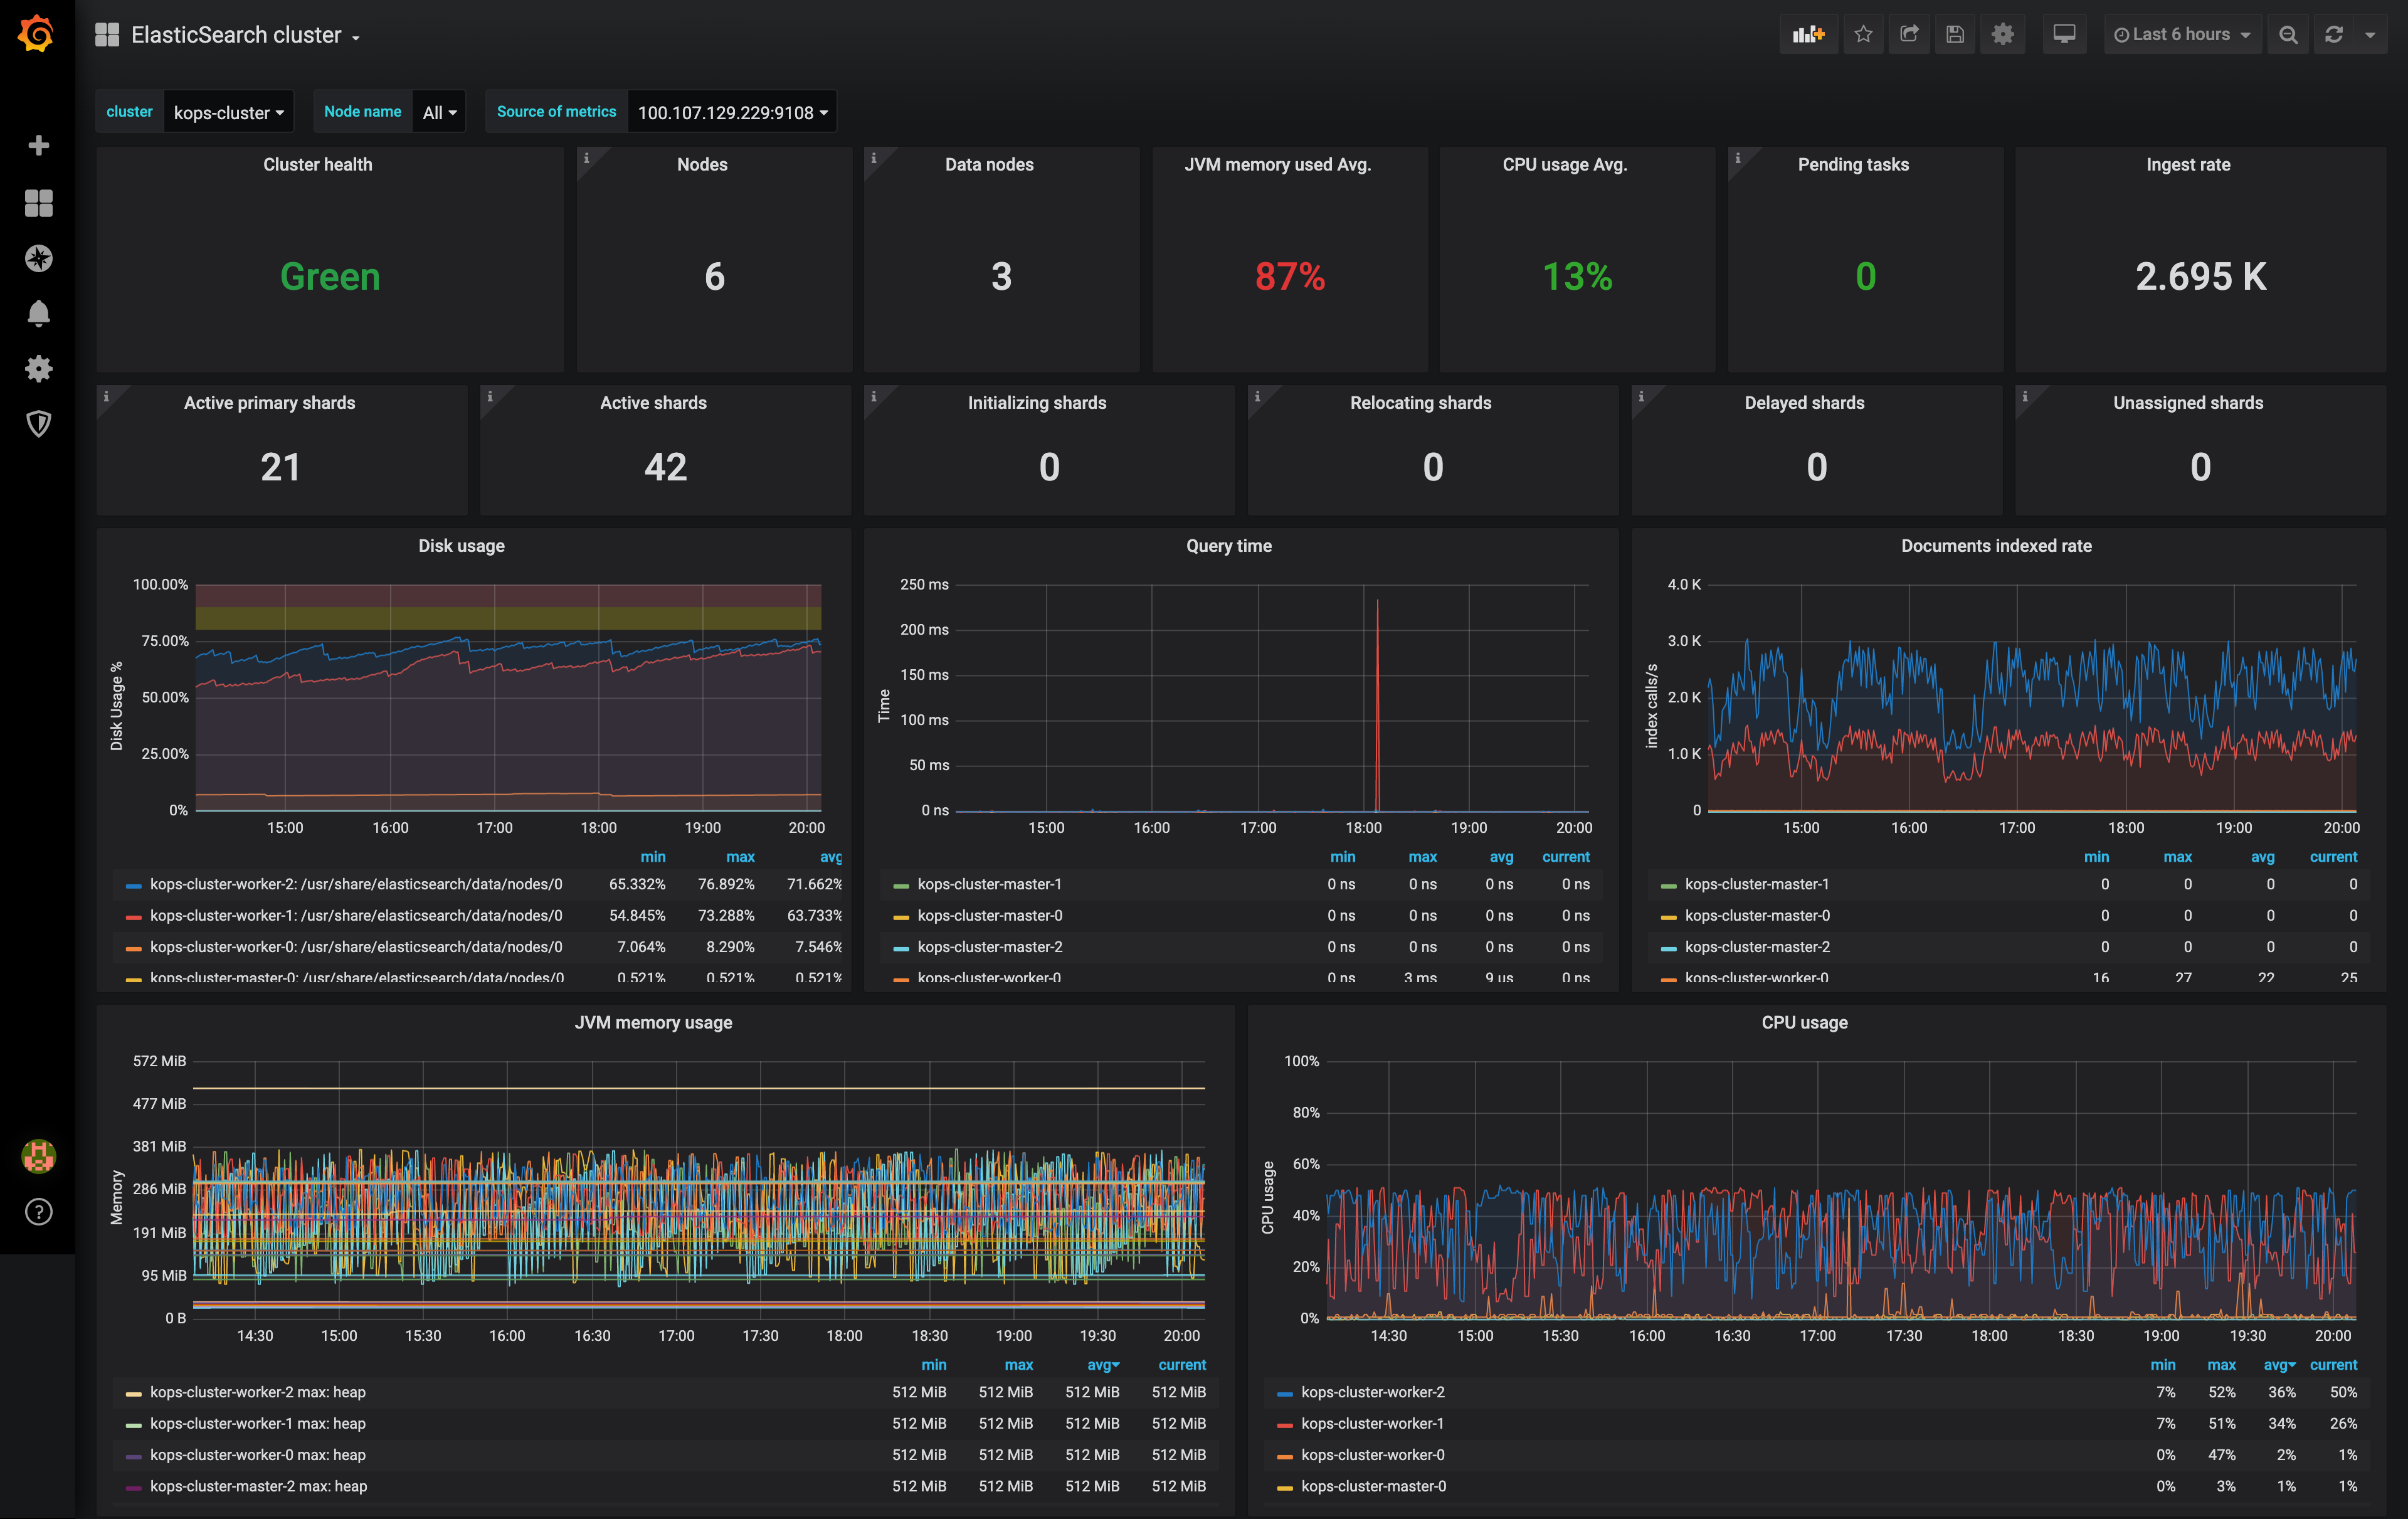 ElasticSearch cluster
Last 6 hours
cluster kops-cluster Node name All Source of metrics 100.107.129.229:9108
Cluster health
Green
Nodes
6
Data nodes
3
JVM memory used Avg.
87%
CPU usage Avg.
13%
Pending tasks
0
Ingest rate
2.695 K
Active primary shards
21
Active shards
42
Initializing shards
0
Relocating shards
0
Delayed shards
0
Unassigned shards
0
Disk usage
Disk Usage %
100.00%
75.00%
50.00%
25.00%
0%
15:00 16:00 17:00 18:00 19:00 20:00
min max avg
kops-cluster-worker-2: /usr/share/elasticsearch/data/nodes/0 65.332% 76.892% 71.662%
kops-cluster-worker-1: /usr/share/elasticsearch/data/nodes/0 54.845% 73.288% 63.733%
kops-cluster-worker-0: /usr/share/elasticsearch/data/nodes/0 7.064% 8.290% 7.546%
kops-cluster-master-0: /usr/share/elasticsearch/data/nodes/0 0.521% 0.521% 0.521%
Query time
Time
250 ms
200 ms
150 ms
100 ms
50 ms
0 ns
15:00 16:00 17:00 18:00 19:00 20:00
min max avg current
kops-cluster-master-1 0 ns 0 ns 0 ns 0 ns
kops-cluster-master-0 0 ns 0 ns 0 ns 0 ns
kops-cluster-master-2 0 ns 0 ns 0 ns 0 ns
kops-cluster-worker-0 0 ns 3 ms 9 us 0 ns
Documents indexed rate
index calls/s
4.0 K
3.0 K
2.0 K
1.0 K
0
15:00 16:00 17:00 18:00 19:00 20:00
min max avg current
kops-cluster-master-1 0 0 0 0
kops-cluster-master-0 0 0 0 0
kops-cluster-master-2 0 0 0 0
kops-cluster-worker-0 16 27 22 25
JVM memory usage
Memory
572 MiB
477 MiB
381 MiB
286 MiB
191 MiB
95 MiB
0 B
14:30 15:00 15:30 16:00 16:30 17:00 17:30 18:00 18:30 19:00 19:30 20:00
min max avg current
kops-cluster-worker-2 max: heap 512 MiB 512 MiB 512 MiB 512 MiB
kops-cluster-worker-1 max: heap 512 MiB 512 MiB 512 MiB 512 MiB
kops-cluster-worker-0 max: heap 512 MiB 512 MiB 512 MiB 512 MiB
kops-cluster-master-2 max: heap 512 MiB 512 MiB 512 MiB 512 MiB
CPU usage
CPU usage
100%
80%
60%
40%
20%
0%
14:30 15:00 15:30 16:00 16:30 17:00 17:30 18:00 18:30 19:00 19:30 20:00
min max avg current
kops-cluster-worker-2 7% 52% 36% 50%
kops-cluster-worker-1 7% 51% 34% 26%
kops-cluster-worker-0 0% 47% 2% 1%
kops-cluster-master-0 0% 3% 1% 1%